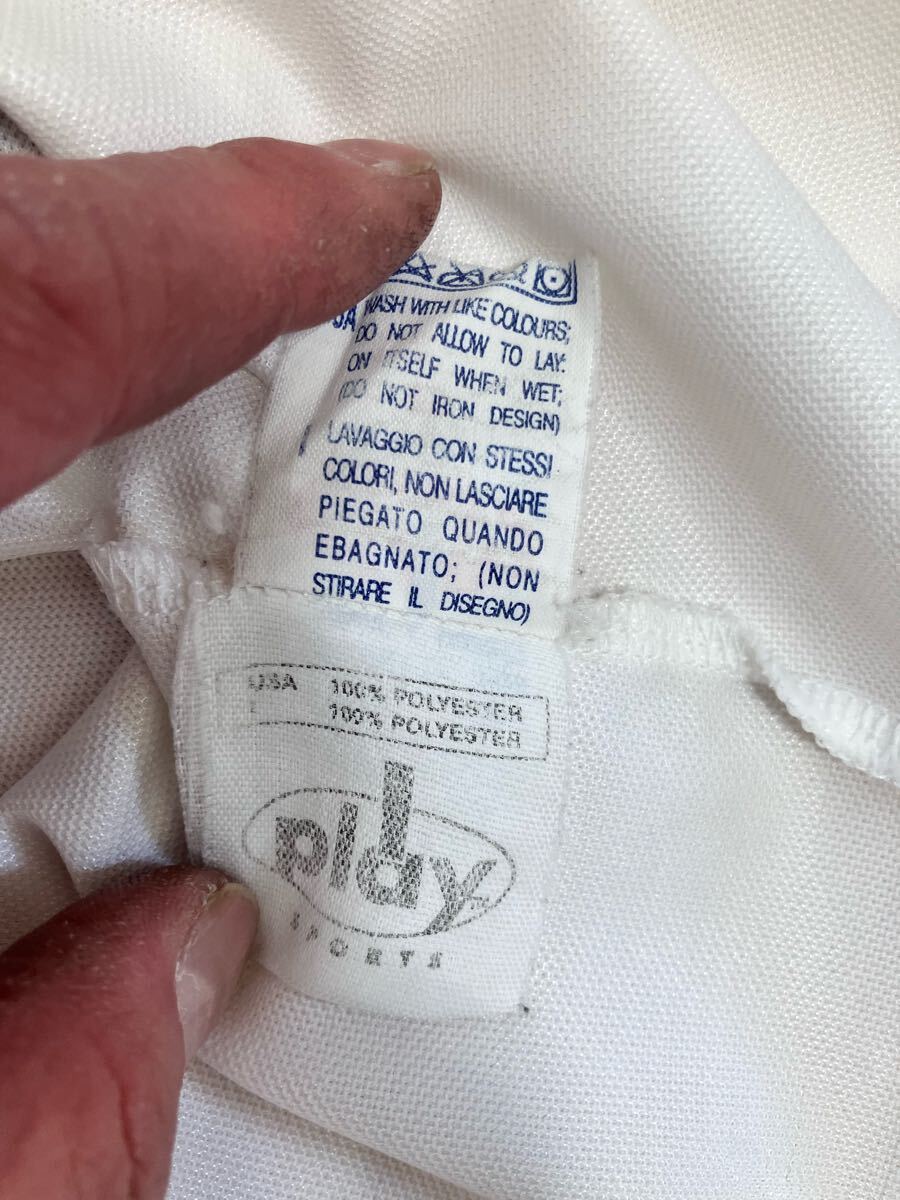 WASH WITH LIKE COLOURS;
DO NOT ALLOW TO LAY
ON ITSELF WHEN WET;
(DO NOT IRON DESIGN)
LAVAGGIO CON STESSI
COLORI, NON LASCIARE
PIEGATO QUANDO
EBAGNATO; (NON
STIRARE IL DISEGNO)
USA 100% POLYESTER
100% POLYESTER
play
SPORTS